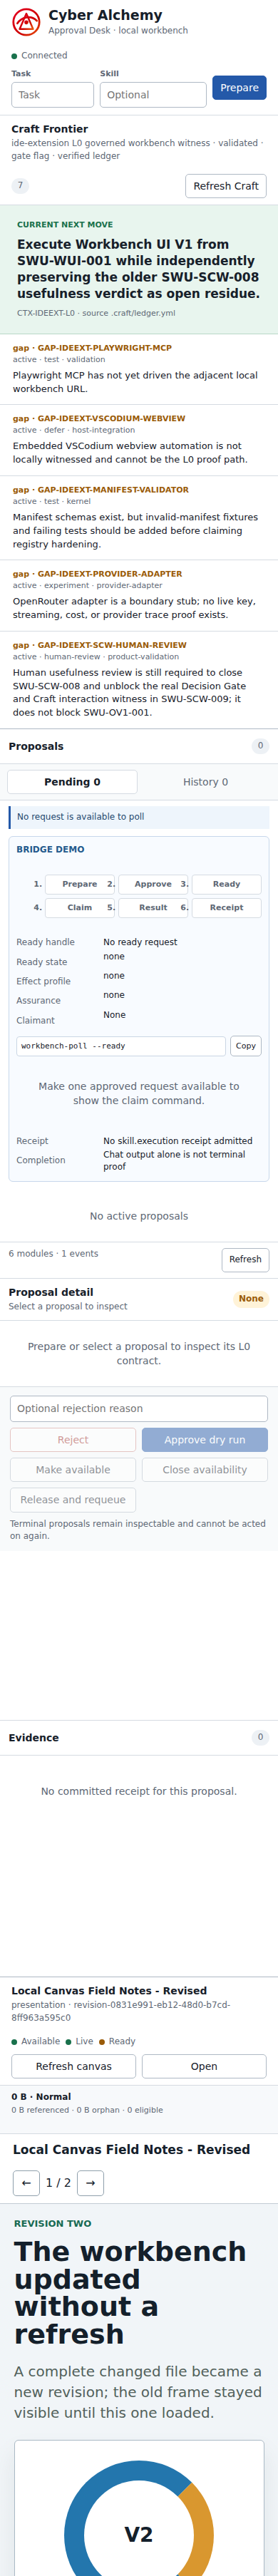 Cyber Alchemy
Approval Desk · local workbench
Connected
Task
Skill
Task
Optional
Prepare
Craft Frontier
ide-extension L0 governed workbench witness · validated ·
gate flag · verified ledger
7
Refresh Craft
CURRENT NEXT MOVE
Execute Workbench UI V1 from
SWU-WUI-001 while independently
preserving the older SWU-SCW-008
usefulness verdict as open residue.
CTX-IDEEXT-L0 · source .craft/ledger.yml
gap · GAP-IDEEXT-PLAYWRIGHT-MCP
active · test · validation
Playwright MCP has not yet driven the adjacent local
workbench URL.
gap · GAP-IDEEXT-VSCODIUM-WEBVIEW
active · defer · host-integration
Embedded VSCodium webview automation is not
locally witnessed and cannot be the L0 proof path.
gap · GAP-IDEEXT-MANIFEST-VALIDATOR
active · test · kernel
Manifest schemas exist, but invalid-manifest fixtures
and failing tests should be added before claiming
registry hardening.
gap · GAP-IDEEXT-PROVIDER-ADAPTER
active · experiment · provider-adapter
OpenRouter adapter is a boundary stub; no live key,
streaming, cost, or provider trace proof exists.
gap · GAP-IDEEXT-SCW-HUMAN-REVIEW
active · human-review · product-validation
Human usefulness review is still required to close
SWU-SCW-008 and unblock the real Decision Gate
and Craft interaction witness in SWU-SCW-009; it
does not block SWU-OV1-001.
Proposals
0
Pending 0
History 0
No request is available to poll
BRIDGE DEMO
1. Prepare
2. Approve
3. Ready
4. Claim
5. Result
6. Receipt
Ready handle
No ready request
Ready state
none
Effect profile
none
Assurance
none
Claimant
None
workbench-poll --ready
Copy
Make one approved request available to
show the claim command.
Receipt
No skill.execution receipt admitted
Completion
Chat output alone is not terminal
proof
No active proposals
6 modules · 1 events
Refresh
Proposal detail
Select a proposal to inspect
None
Prepare or select a proposal to inspect its L0
contract.
Optional rejection reason
Reject
Approve dry run
Make available
Close availability
Release and requeue
Terminal proposals remain inspectable and cannot be acted
on again.
Evidence
0
No committed receipt for this proposal.
Local Canvas Field Notes - Revised
presentation · revision-0831e991-eb12-48d0-b7cd-
8ff963a595c0
Available
Live
Ready
Refresh canvas
Open
0 B · Normal
0 B referenced · 0 B orphan · 0 eligible
Local Canvas Field Notes - Revised
←
1 / 2
→
REVISION TWO
The workbench
updated
without a
refresh
A complete changed file became a
new revision; the old frame stayed
visible until this one loaded.
V2